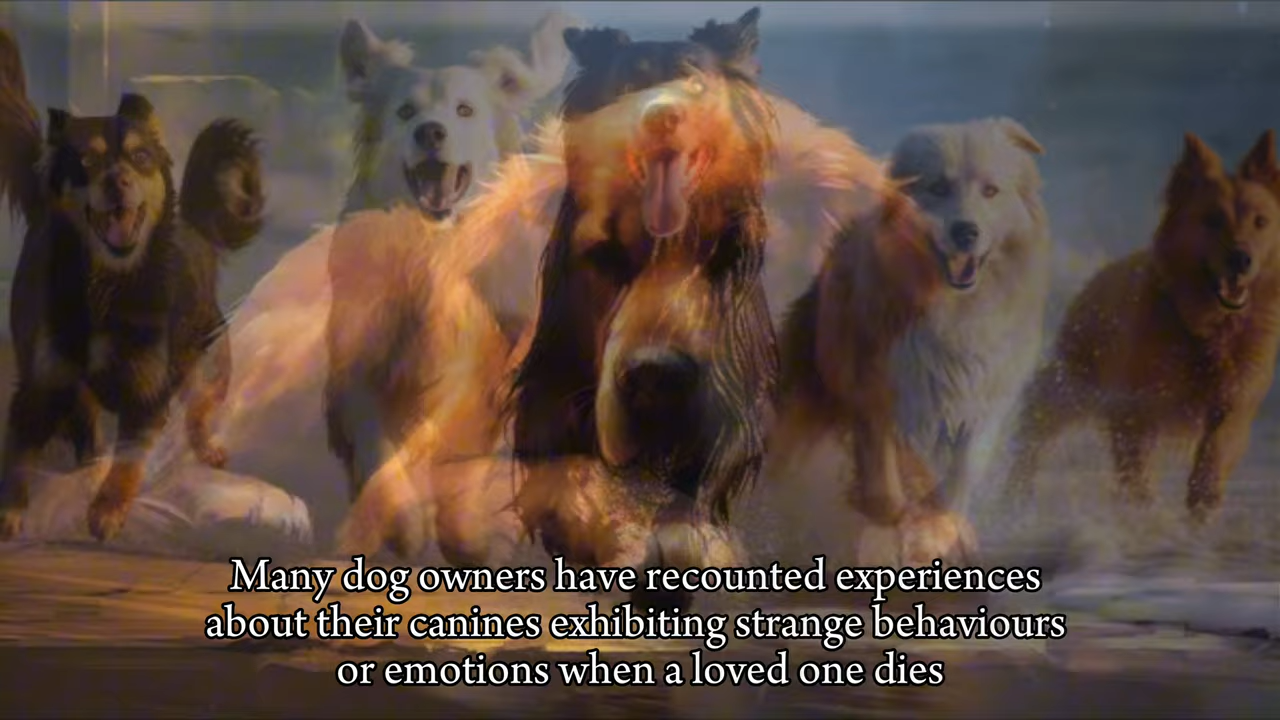 Many dog owners have recounted experiences
about their canines exhibiting strange behaviours
or emotions when a loved one dies